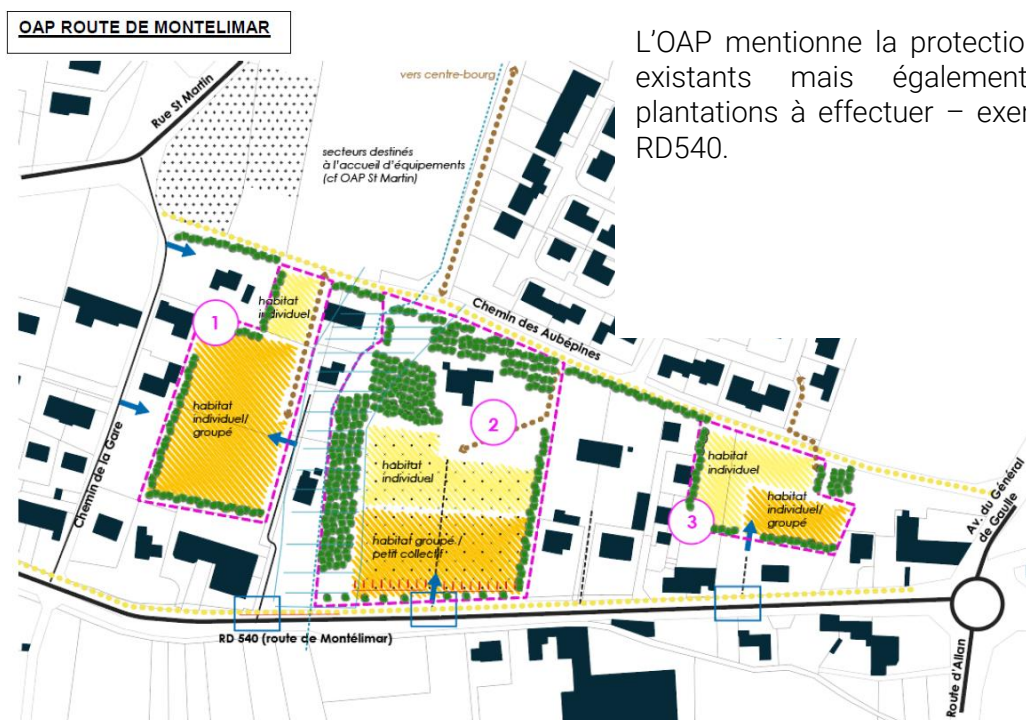 OAP ROUTE DE MONTELIMAR
L'OAP mentionne la protection
existants mais également
plantations à effectuer – exem
RD540.
vers centre-bourg
Rue St Martin
secteurs destinés
à l'accueil d'équipements
(cf OAP St Martin)
Chemin des Aubépines
habitat
individuel
1
habitat
individuel/
groupé
2
habitat
individuel
habitat groupé /
petit collectif
habitat
individuel
habitat
individuel/
groupé
3
Chemin de la Gare
Av. du Général
de Gaulle
RD 540 (route de Montélimar)
Route d'Allan